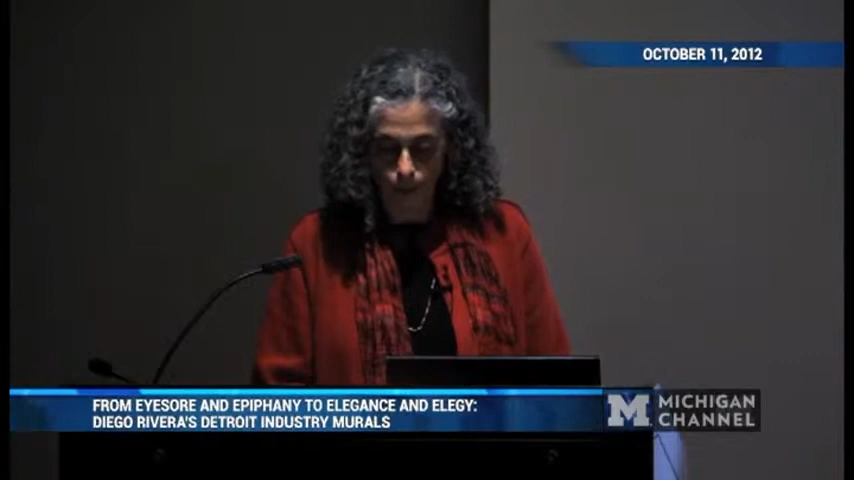 OCTOBER 11, 2012
FROM EYESORE AND EPIPHANY TO ELEGANCE AND ELEGY:
DIEGO RIVERA'S DETROIT INDUSTRY MURALS
M MICHIGAN
CHANNEL